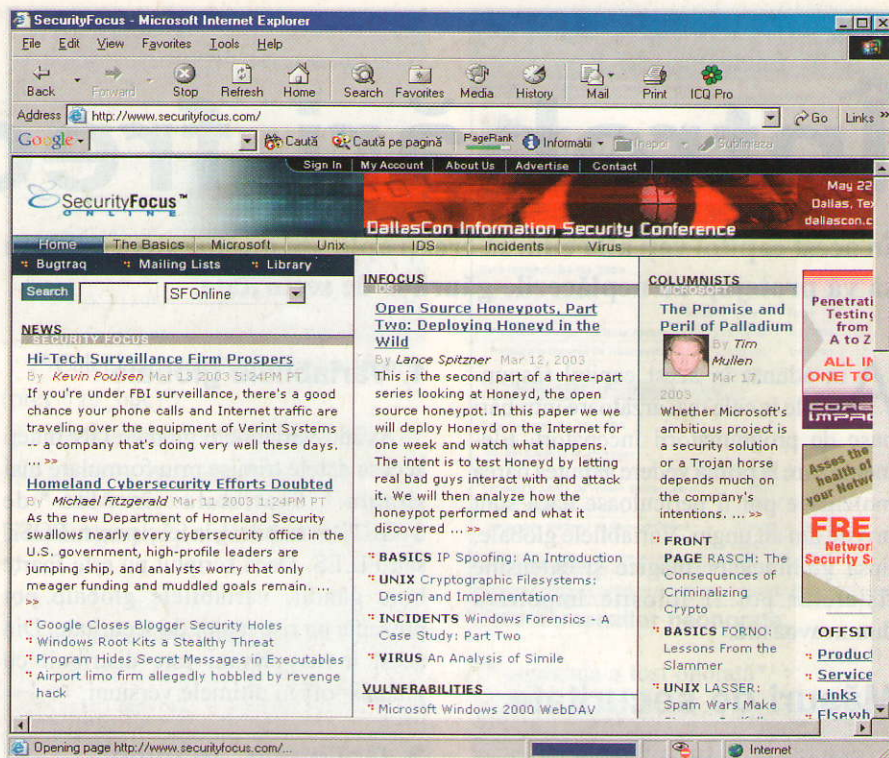 SecurityFocus - Microsoft Internet Explorer
File Edit View Favorites Tools Help
Back Forward Stop Refresh Home Search Favorites Media History Mail Print ICQ Pro
Address http://www.securityfocus.com/ Go Links »
Google Caută Caută pe pagină PageRank Informatii Înapoi Subliniaza
Sign In My Account About Us Advertise Contact
SecurityFocus™
ONLINE
May 22
Dallas, Tex
dallascon.c
DallasCon Information Security Conference
Home The Basics Microsoft Unix IDS Incidents Virus
Bugtraq Mailing Lists Library
Search SFOnline
NEWS
SECURITY FOCUS
Hi-Tech Surveillance Firm Prospers
By Kevin Poulsen Mar 13 2003 5:24PM PT
If you're under FBI surveillance, there's a good
chance your phone calls and Internet traffic are
traveling over the equipment of Verint Systems
-- a company that's doing very well these days.
... »»
Homeland Cybersecurity Efforts Doubted
By Michael Fitzgerald Mar 11 2003 1:24PM PT
As the new Department of Homeland Security
swallows nearly every cybersecurity office in the
U.S. government, high-profile leaders are
jumping ship, and analysts worry that only
meager funding and muddled goals remain. ...
»»
Google Closes Blogger Security Holes
Windows Root Kits a Stealthy Threat
Program Hides Secret Messages in Executables
Airport limo firm allegedly hobbled by revenge
hack
INFOCUS
IDS
Open Source Honeypots, Part
Two: Deploying Honeyd in the
Wild
By Lance Spitzner Mar 12, 2003
This is the second part of a three-part
series looking at Honeyd, the open
source honeypot. In this paper we we
will deploy Honeyd on the Internet for
one week and watch what happens.
The intent is to test Honeyd by letting
real bad guys interact with and attack
it. We will then analyze how the
honeypot performed and what it
discovered ... »»
BASICS IP Spoofing: An Introduction
UNIX Cryptographic Filesystems:
Design and Implementation
INCIDENTS Windows Forensics - A
Case Study: Part Two
VIRUS An Analysis of Simile
VULNERABILITIES
Microsoft Windows 2000 WebDAV
COLUMNISTS
MICROSOFT
The Promise and
Peril of Palladium
By Tim
Mullen
Mar 17,
2003
Whether Microsoft's
ambitious project is
a security solution
or a Trojan horse
depends much on
the company's
intentions ... »»
FRONT
PAGE RASCH: The
Consequences of
Criminalizing
Crypto
BASICS FORNO:
Lessons From the
Slammer
UNIX LASSER:
Spam Wars Make
Penetrati
Testing
from
A to Z
ALL IN
ONE TO
CORE
IMPAC
Asses the
health of
your Netwo
FRE
Networ
Security S
OFFSIT
Product
Service
Links
Elsewh
Opening page http://www.securityfocus.com/... Internet